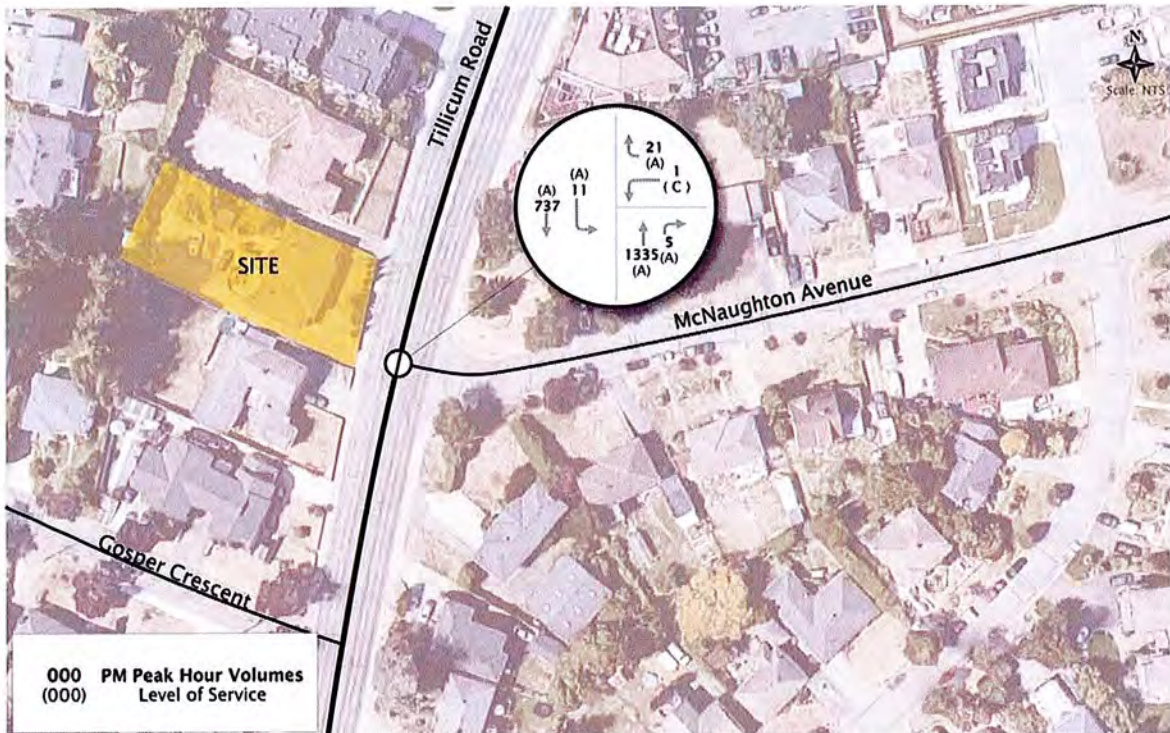 Tillicum Road
N
Scale: NTS
21
(A)
1
(C)
(A)
11
(A)
737
1335
(A)
5
(A)
SITE
McNaughton Avenue
Gosper Crescent
000 PM Peak Hour Volumes
(000) Level of Service